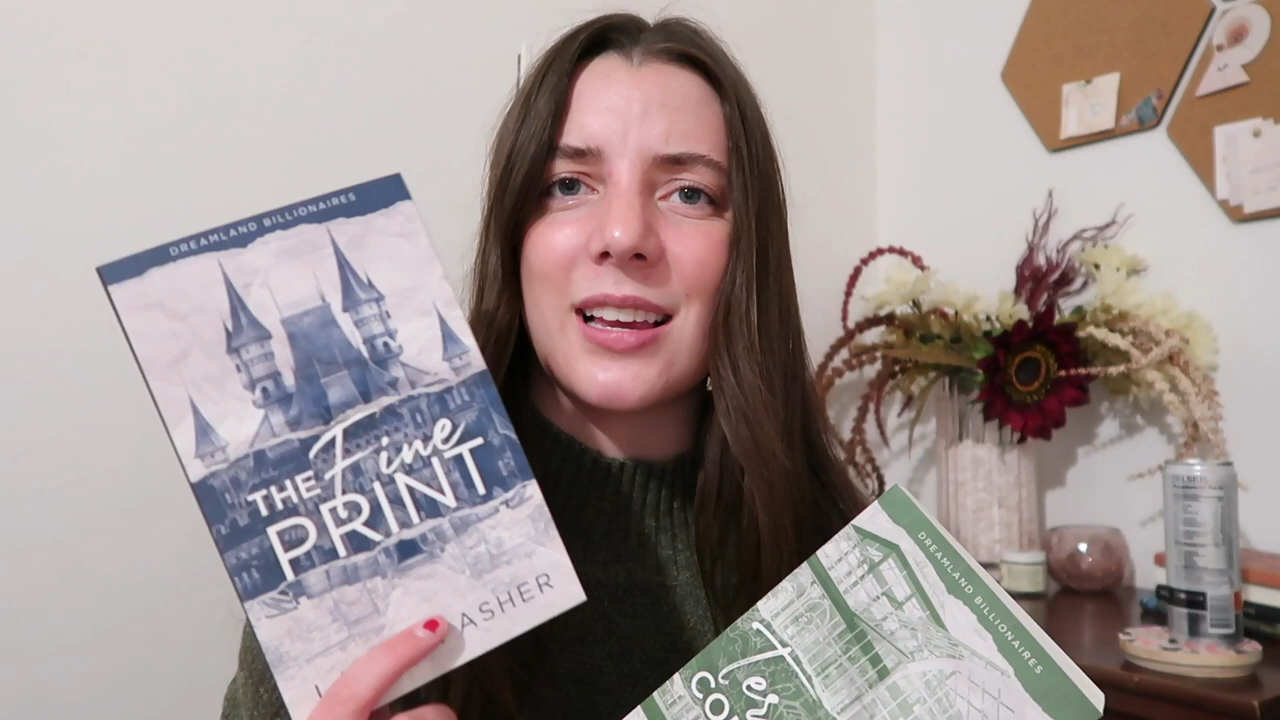 DREAMLAND BILLIONAIRES
THE Fine
PRINT
ASHER
DREAMLAND BILLIONAIRES